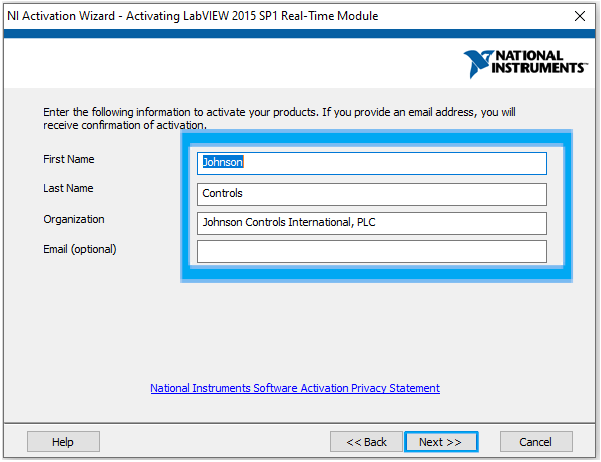 NI Activation Wizard - Activating LabVIEW 2015 SP1 Real-Time Module
NATIONAL
INSTRUMENTS™
Enter the following information to activate your products. If you provide an email address, you will
receive confirmation of activation.
First Name
Johnson
Last Name
Controls
Organization
Johnson Controls International, PLC
Email (optional)
National Instruments Software Activation Privacy Statement
Help
<< Back
Next >>
Cancel